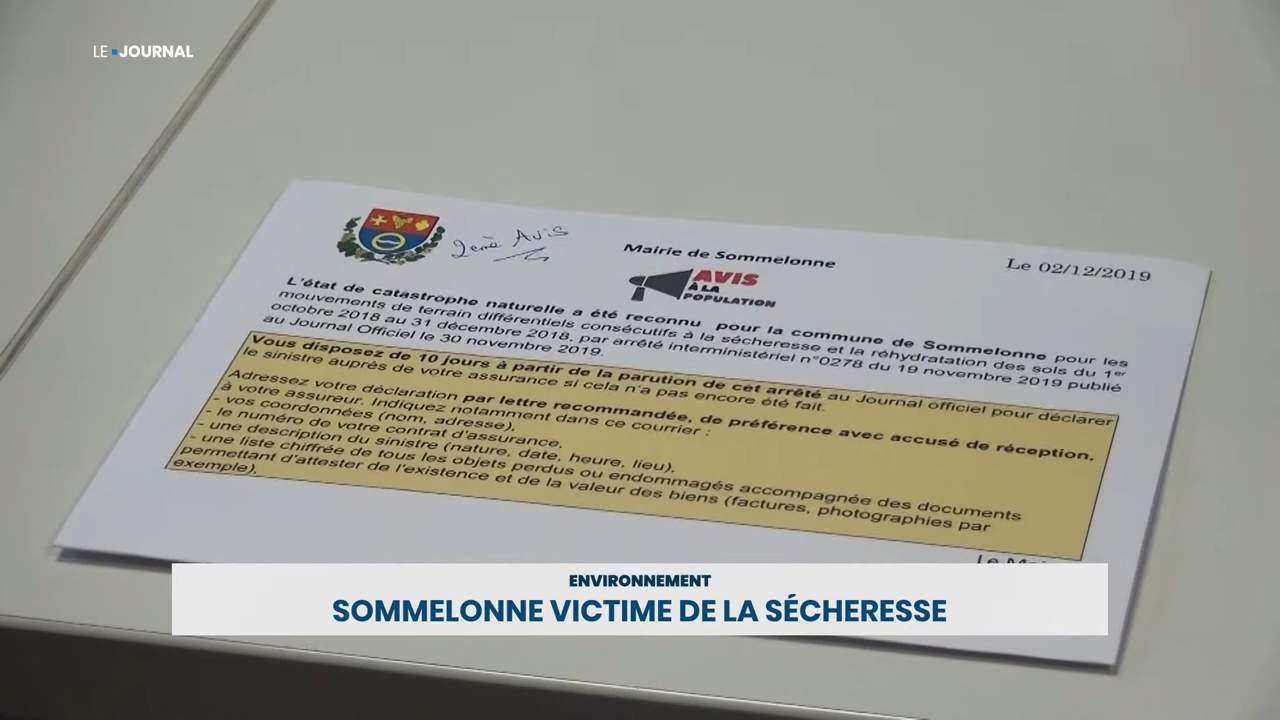 LE JOURNAL
2ème Avis
Mairie de Sommelonne
Le 02/12/2019
AVIS
À LA
POPULATION
L'état de catastrophe naturelle a été reconnu pour la commune de Sommelonne pour les
mouvements de terrain différentiels consécutifs à la sécheresse et la réhydratation des sols du 1er
octobre 2018 au 31 décembre 2018, par arrêté interministériel n°0278 du 19 novembre 2019 publié
au Journal Officiel le 30 novembre 2019.
Vous disposez de 10 jours à partir de la parution de cet arrêté au Journal officiel pour déclarer
le sinistre auprès de votre assurance si cela n'a pas encore été fait.
Adressez votre déclaration par lettre recommandée, de préférence avec accusé de réception,
à votre assureur. Indiquez notamment dans ce courrier :
- vos coordonnées (nom, adresse),
- le numéro de votre contrat d'assurance,
- une description du sinistre (nature, date, heure, lieu),
- une liste chiffrée de tous les objets perdus ou endommagés accompagnée des documents
permettant d'attester de l'existence et de la valeur des biens (factures, photographies par
exemple).
Le
ENVIRONNEMENT
SOMMELONNE VICTIME DE LA SÉCHERESSE